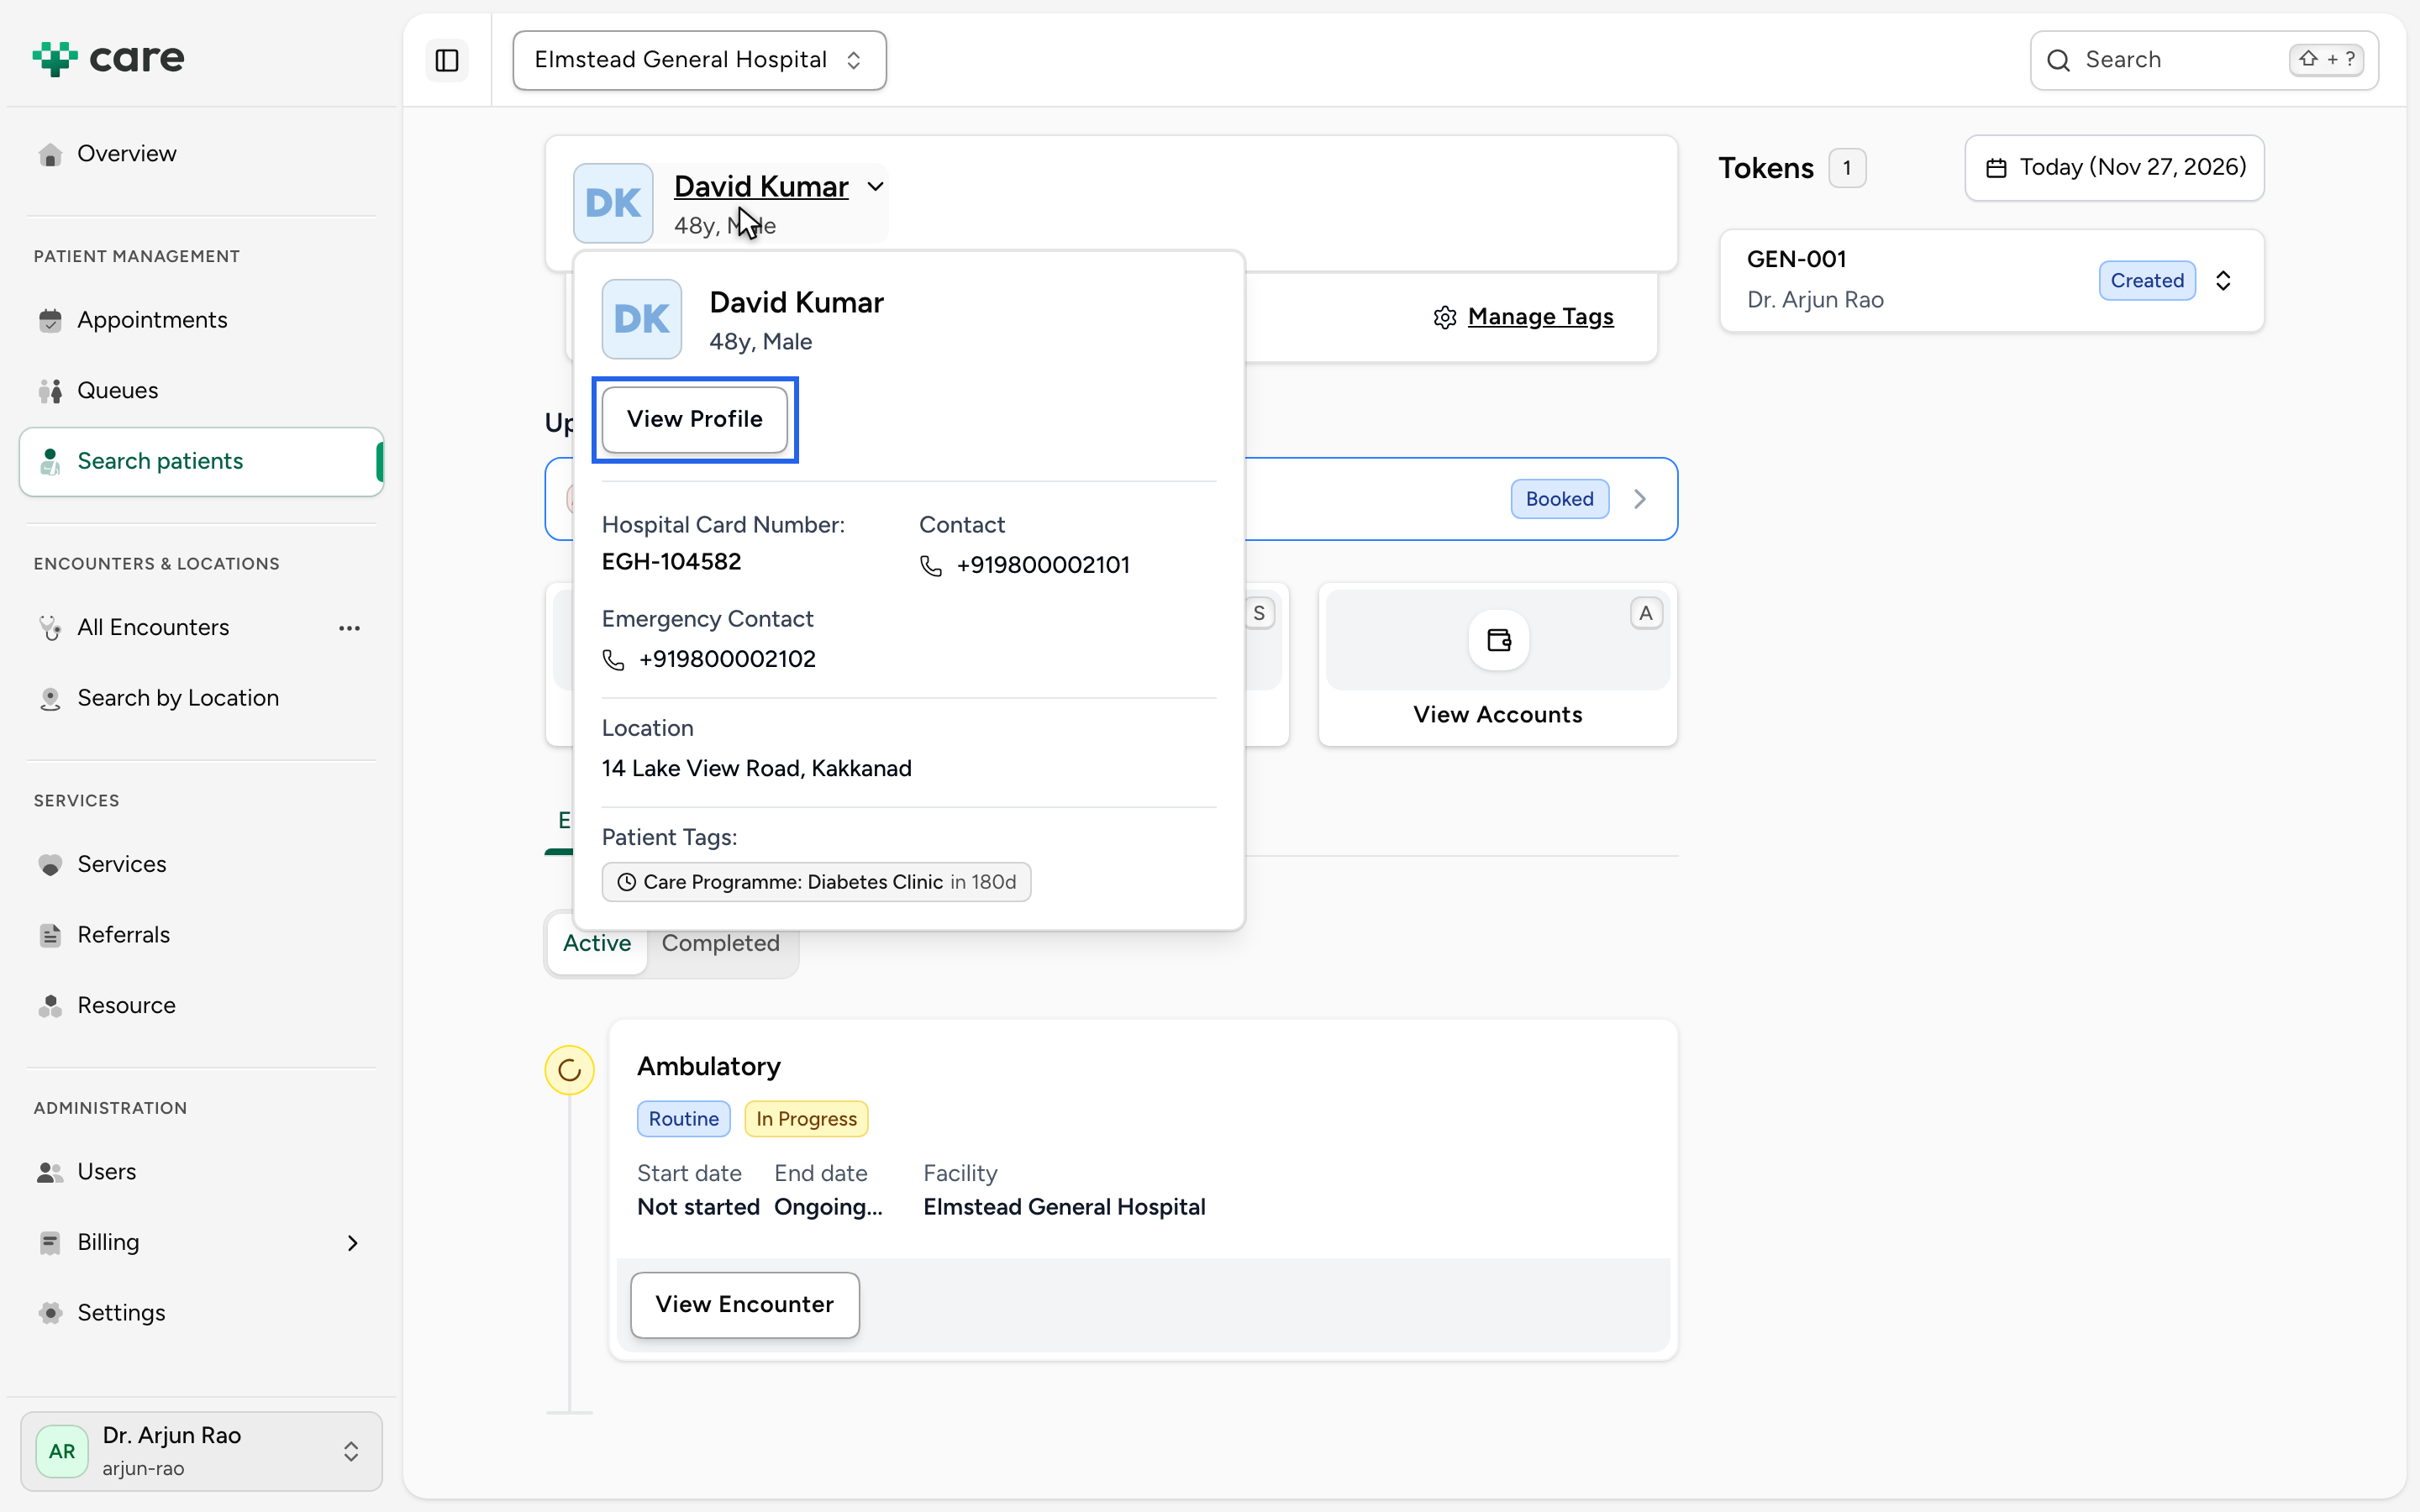 care
Overview
PATIENT MANAGEMENT
Appointments
Queues
Search patients
ENCOUNTERS & LOCATIONS
All Encounters
Search by Location
SERVICES
Services
Referrals
Resource
ADMINISTRATION
Users
Billing
Settings
AR
Dr. Arjun Rao
arjun-rao
Elmstead General Hospital
Search
+ ?
DK
David Kumar
48y, Male
DK
David Kumar
48y, Male
View Profile
Hospital Card Number:
EGH-104582
Contact
+919800002101
Emergency Contact
+919800002102
Location
14 Lake View Road, Kakkanad
Patient Tags:
Care Programme: Diabetes Clinic in 180d
Manage Tags
Up
Booked
S
A
View Accounts
E
Active
Completed
Ambulatory
Routine
In Progress
Start date
Not started
End date
Ongoing...
Facility
Elmstead General Hospital
View Encounter
Tokens
1
Today (Nov 27, 2026)
GEN-001
Dr. Arjun Rao
Created